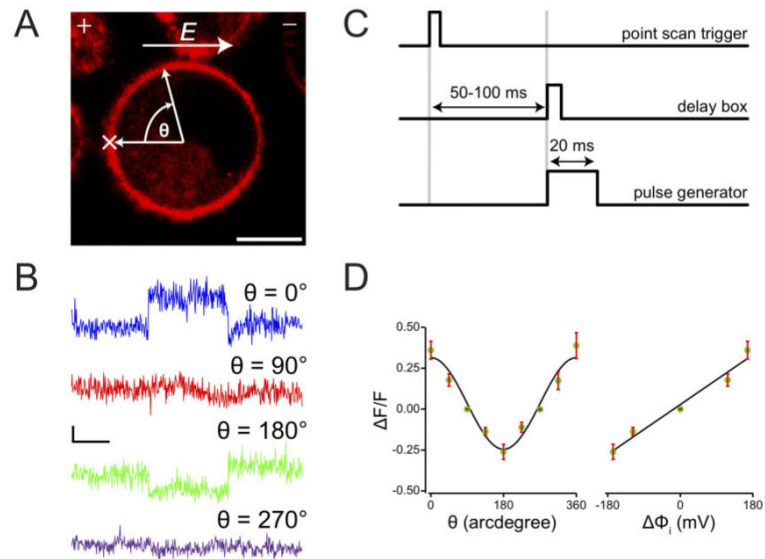 A
+
E
−
θ
B
θ = 0°
θ = 90°
θ = 180°
θ = 270°
C
point scan trigger
50-100 ms
delay box
20 ms
pulse generator
D
ΔF/F
0.50
0.25
0.00
-0.25
-0.50
0 180 360
θ (arcdegree)
-180 0 180
ΔΦi (mV)